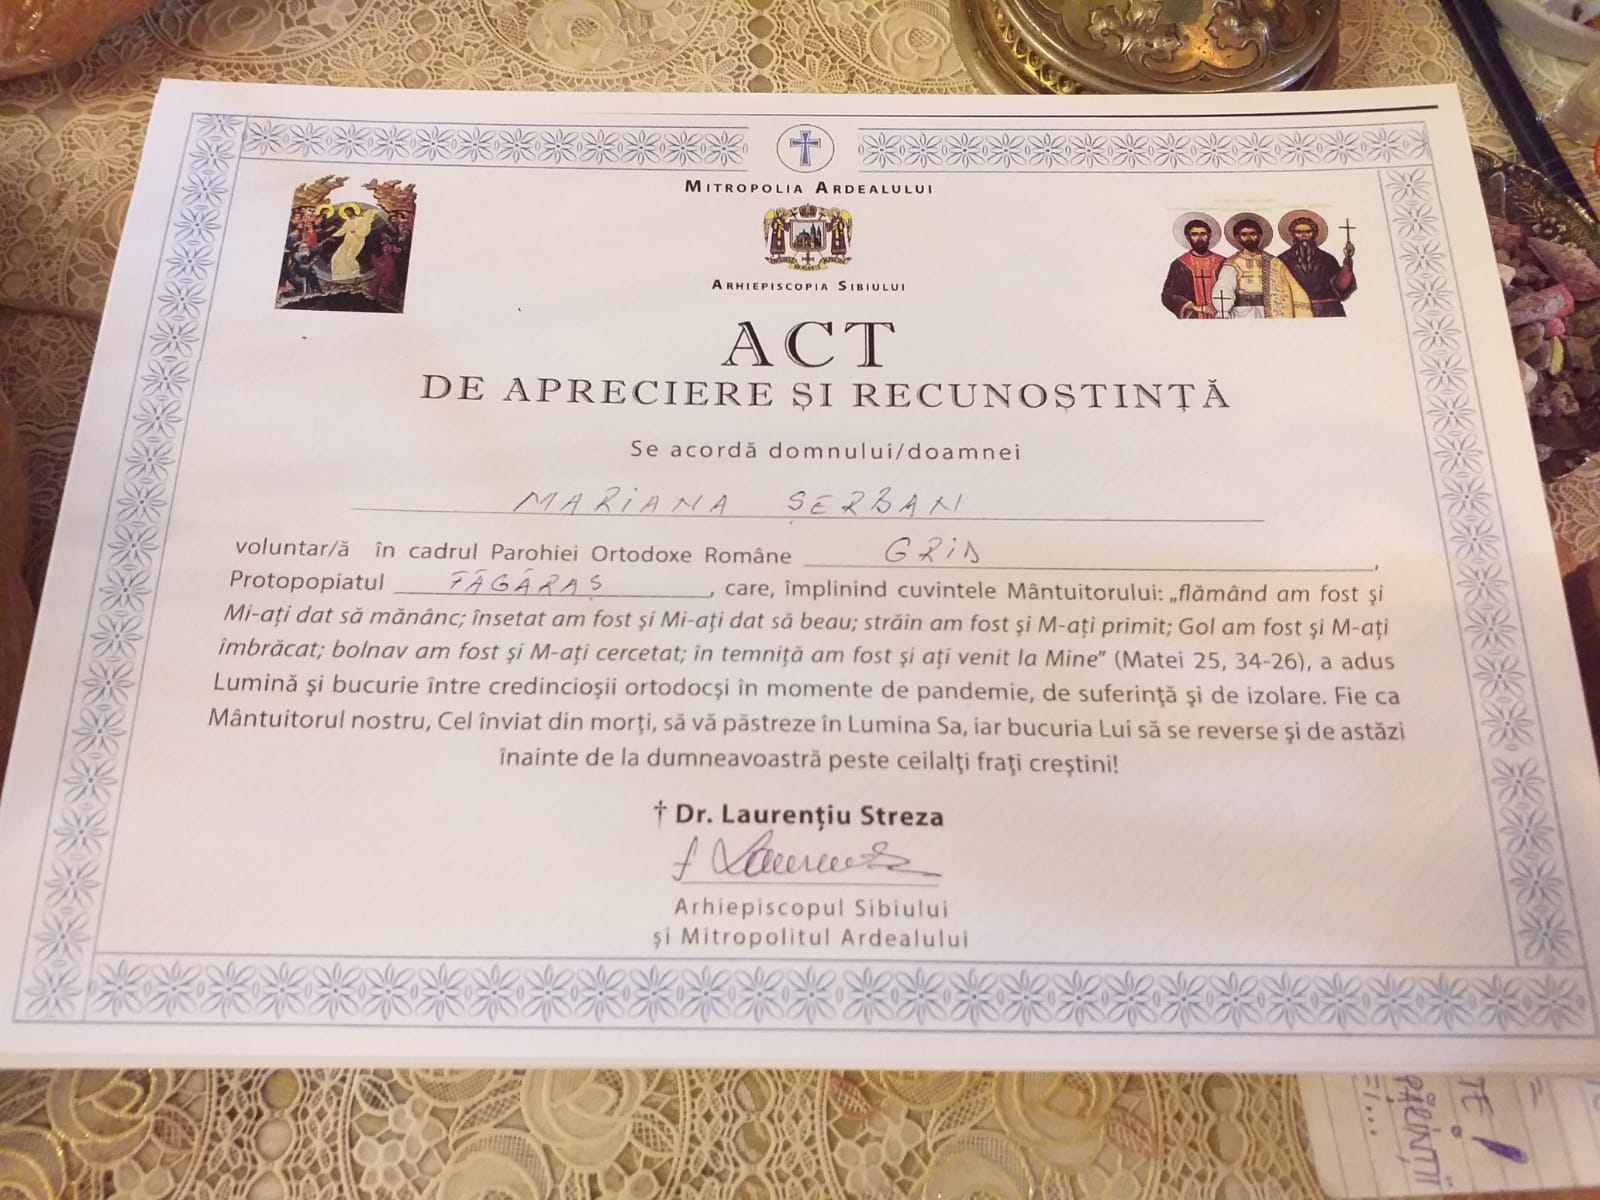 MITROPOLIA ARDEALULUI
ARHIEPISCOPIA SIBIULUI
ACT
DE APRECIERE ȘI RECUNOȘTINȚĂ
Se acordă domnului/doamnei
MARIANA SERBAN
voluntar/ă în cadrul Parohiei Ortodoxe Române GRID,
Protopopiatul FĂGĂRAȘ, care, împlinind cuvintele Mântuitorului: „flămând am fost și
Mi-ați dat să mănânc; însetat am fost și Mi-ați dat să beau; străin am fost și M-ați primit; Gol am fost și M-ați
îmbrăcat; bolnav am fost și M-ați cercetat; în temniță am fost și ați venit la Mine” (Matei 25, 34-26), a adus
Lumină și bucurie între credincioșii ortodcși în momente de pandemie, de suferință și de izolare. Fie ca
Mântuitorul nostru, Cel înviat din morți, să vă păstreze în Lumina Sa, iar bucuria Lui să se reverse și de astăzi
înainte de la dumneavoastră peste ceilalți frați creștini!
† Dr. Laurențiu Streza
Arhiepiscopul Sibiului
și Mitropolitul Ardealului